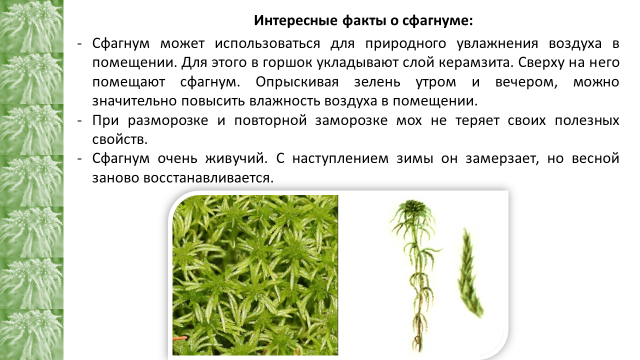 Интересные факты о сфагнуме:
- Сфагнум может использоваться для природного увлажнения воздуха в
помещении. Для этого в горшок укладывают слой керамзита. Сверху на него
помещают сфагнум. Опрыскивая зелень утром и вечером, можно
значительно повысить влажность воздуха в помещении.
- При разморозке и повторной заморозке мох не теряет своих полезных
свойств.
- Сфагнум очень живучий. С наступлением зимы он замерзает, но весной
заново восстанавливается.